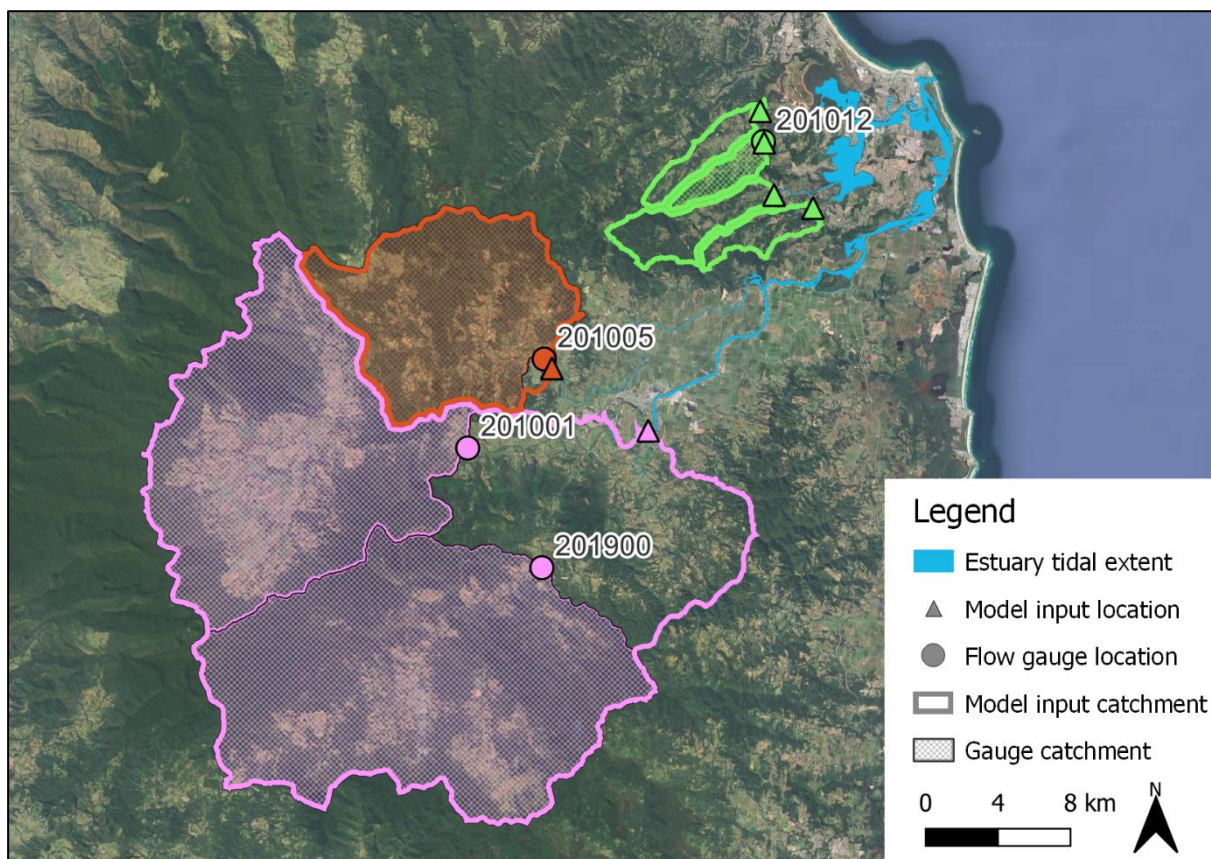 201012
201005
201001
201900
Legend
Estuary tidal extent
Model input location
Flow gauge location
Model input catchment
Gauge catchment
0 4 8 km
N